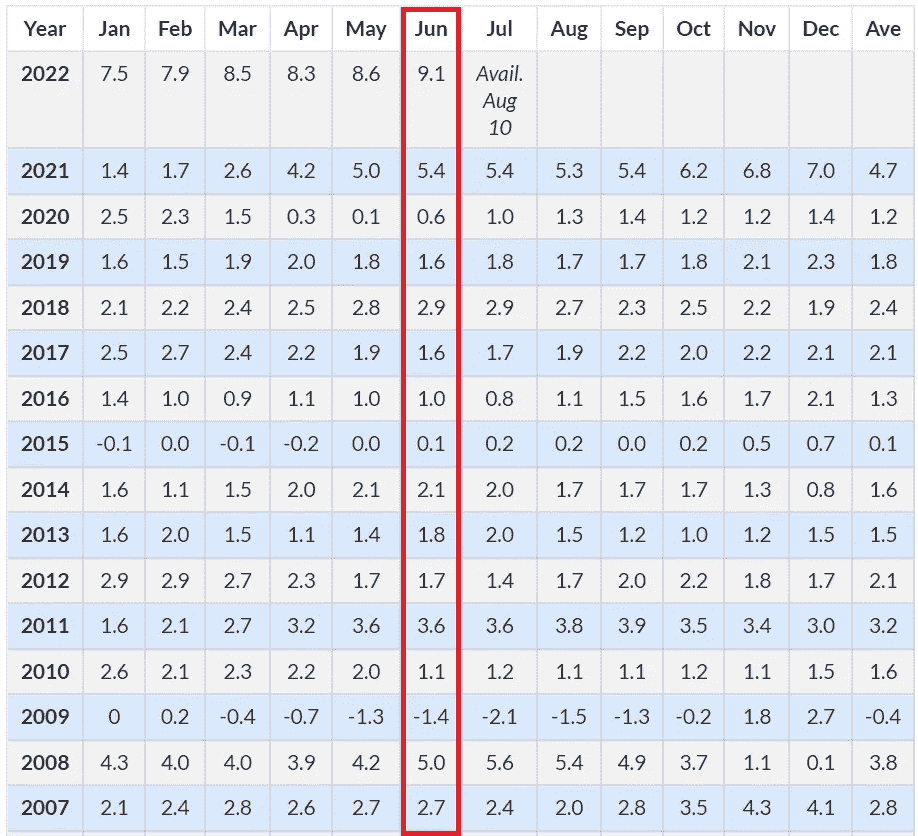 Year Jan Feb Mar Apr May Jun Jul Aug Sep Oct Nov Dec Ave
2022 7.5 7.9 8.5 8.3 8.6 9.1 Avail.
Aug
10
2021 1.4 1.7 2.6 4.2 5.0 5.4 5.4 5.3 5.4 6.2 6.8 7.0 4.7
2020 2.5 2.3 1.5 0.3 0.1 0.6 1.0 1.3 1.4 1.2 1.2 1.4 1.2
2019 1.6 1.5 1.9 2.0 1.8 1.6 1.8 1.7 1.7 1.8 2.1 2.3 1.8
2018 2.1 2.2 2.4 2.5 2.8 2.9 2.9 2.7 2.3 2.5 2.2 1.9 2.4
2017 2.5 2.7 2.4 2.2 1.9 1.6 1.7 1.9 2.2 2.0 2.2 2.1 2.1
2016 1.4 1.0 0.9 1.1 1.0 1.0 0.8 1.1 1.5 1.6 1.7 2.1 1.3
2015 -0.1 0.0 -0.1 -0.2 0.0 0.1 0.2 0.2 0.0 0.2 0.5 0.7 0.1
2014 1.6 1.1 1.5 2.0 2.1 2.1 2.0 1.7 1.7 1.7 1.3 0.8 1.6
2013 1.6 2.0 1.5 1.1 1.4 1.8 2.0 1.5 1.2 1.0 1.2 1.5 1.5
2012 2.9 2.9 2.7 2.3 1.7 1.7 1.4 1.7 2.0 2.2 1.8 1.7 2.1
2011 1.6 2.1 2.7 3.2 3.6 3.6 3.6 3.8 3.9 3.5 3.4 3.0 3.2
2010 2.6 2.1 2.3 2.2 2.0 1.1 1.2 1.1 1.1 1.2 1.1 1.5 1.6
2009 0 0.2 -0.4 -0.7 -1.3 -1.4 -2.1 -1.5 -1.3 -0.2 1.8 2.7 -0.4
2008 4.3 4.0 4.0 3.9 4.2 5.0 5.6 5.4 4.9 3.7 1.1 0.1 3.8
2007 2.1 2.4 2.8 2.6 2.7 2.7 2.4 2.0 2.8 3.5 4.3 4.1 2.8